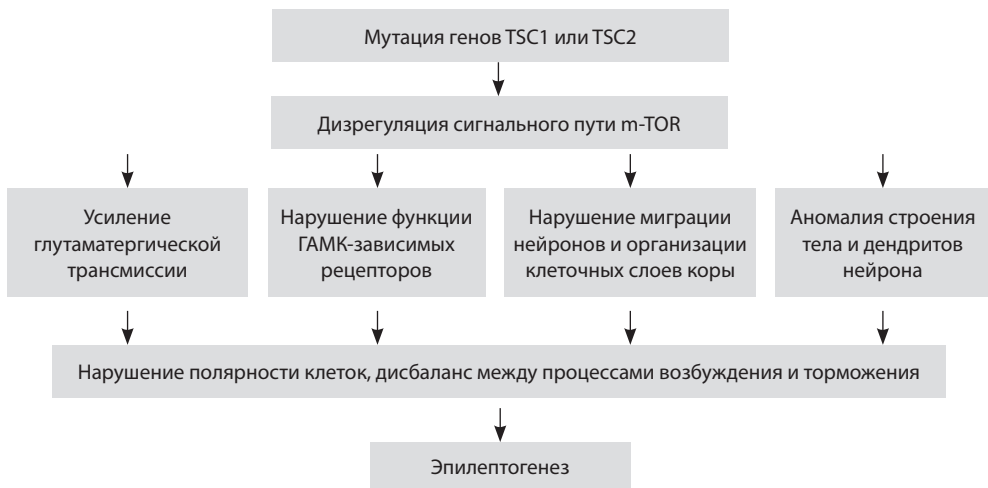 Мутация генов TSC1 или TSC2
Дизрегуляция сигнального пути m-TOR
Усиление
глутаматергической
трансмиссии
Нарушение функции
ГАМК-зависимых
рецепторов
Нарушение миграции
нейронов и организации
клеточных слоев коры
Аномалия строения
тела и дендритов
нейрона
Нарушение полярности клеток, дисбаланс между процессами возбуждения и торможения
Эпилептогенез